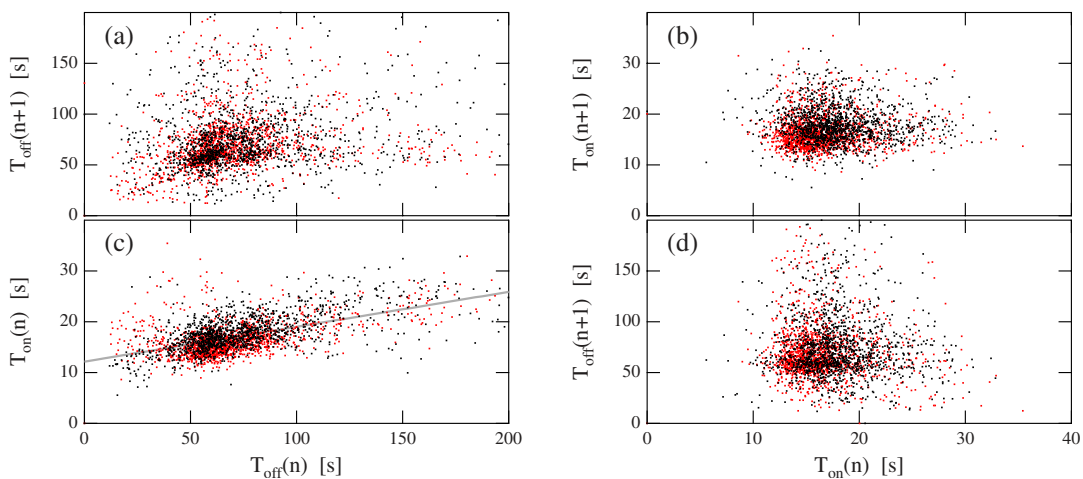 (a)
T_off(n+1) [s]
150
100
50
0
(b)
T_on(n+1) [s]
30
20
10
0
(c)
T_on(n) [s]
30
20
10
0
0 50 100 150 200
T_off(n) [s]
(d)
T_off(n+1) [s]
150
100
50
0
0 10 20 30 40
T_on(n) [s]